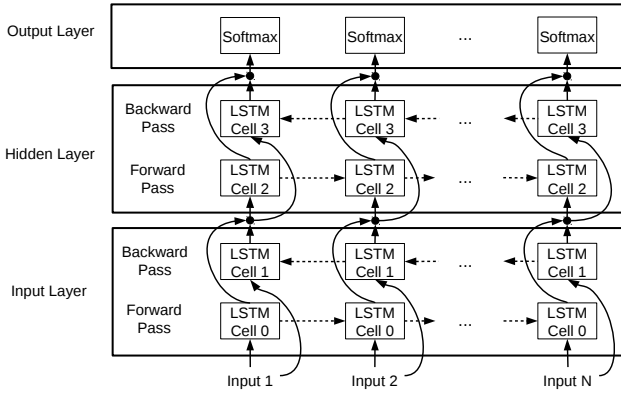 Output Layer
Softmax Softmax ... Softmax
Backward Pass
LSTM Cell 3 LSTM Cell 3 ... LSTM Cell 3
Hidden Layer
Forward Pass
LSTM Cell 2 LSTM Cell 2 ... LSTM Cell 2
Backward Pass
LSTM Cell 1 LSTM Cell 1 ... LSTM Cell 1
Input Layer
Forward Pass
LSTM Cell 0 LSTM Cell 0 ... LSTM Cell 0
Input 1 Input 2 Input N